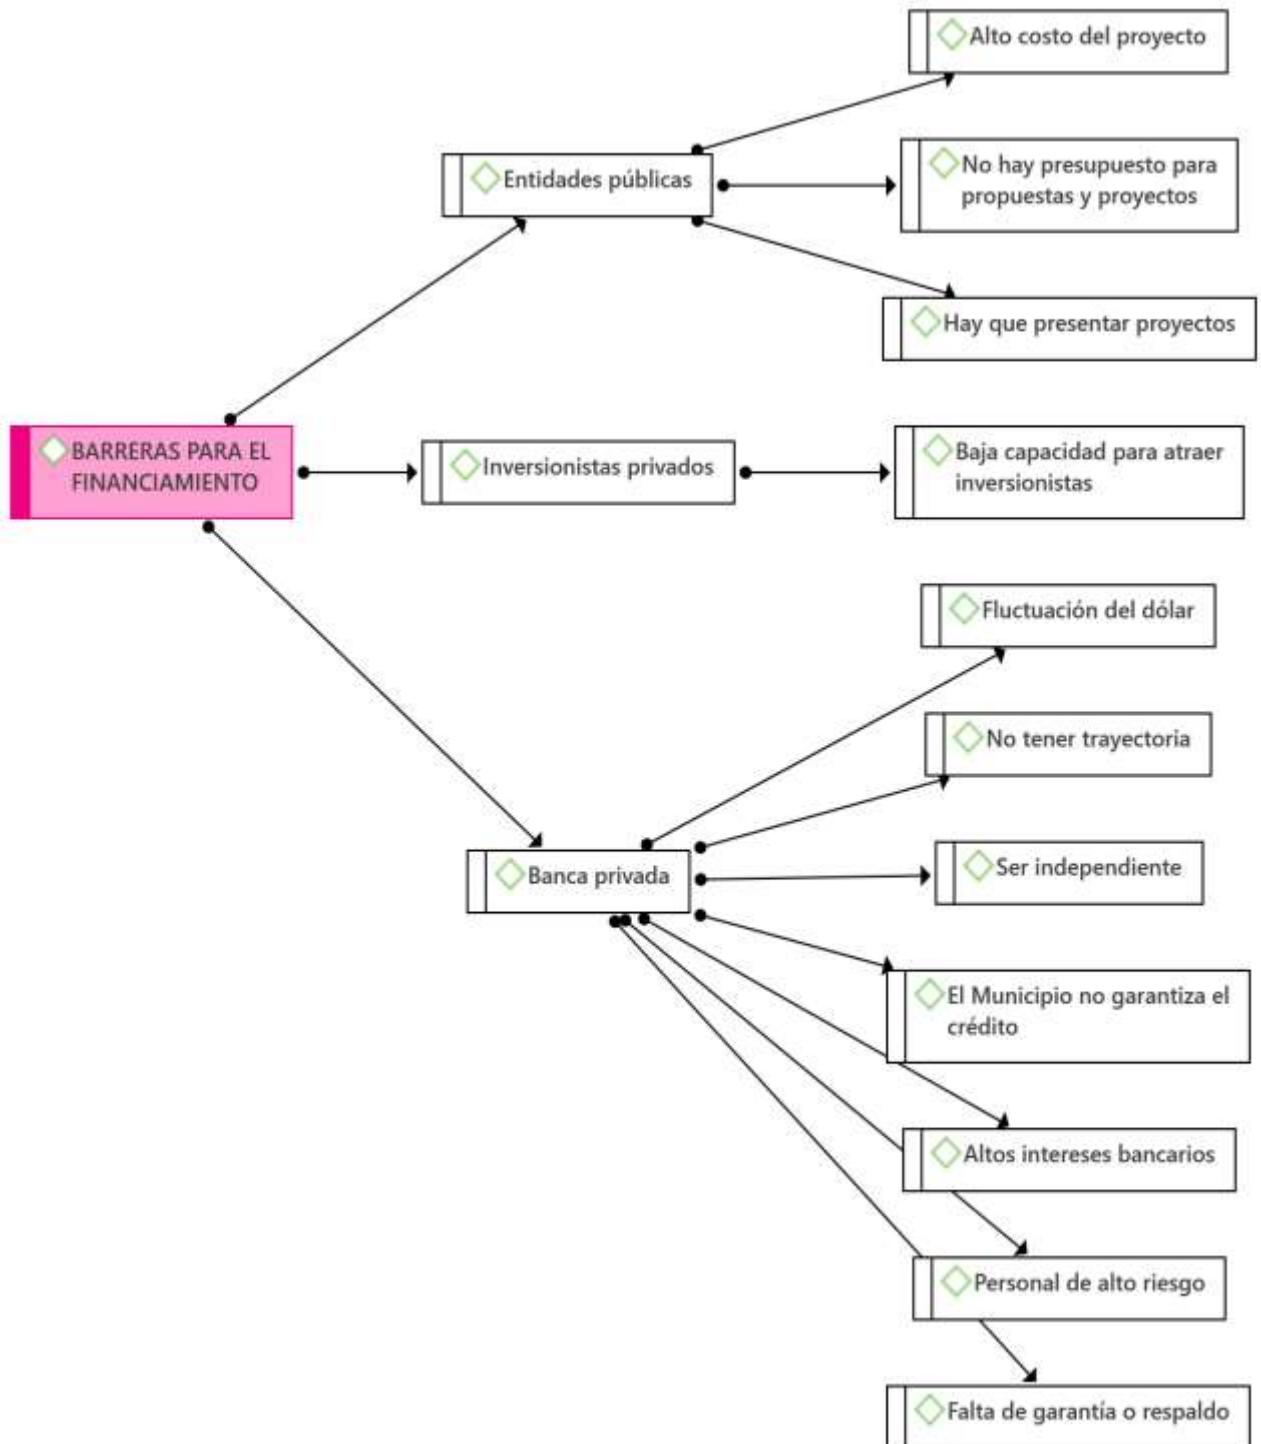 Alto costo del proyecto
No hay presupuesto para
propuestas y proyectos
Entidades públicas
Hay que presentar proyectos
BARRERAS PARA EL
FINANCIAMIENTO
Inversionistas privados
Baja capacidad para atraer
inversionistas
Fluctuación del dólar
No tener trayectoria
Ser independiente
Banca privada
El Municipio no garantiza el
crédito
Altos intereses bancarios
Personal de alto riesgo
Falta de garantía o respaldo